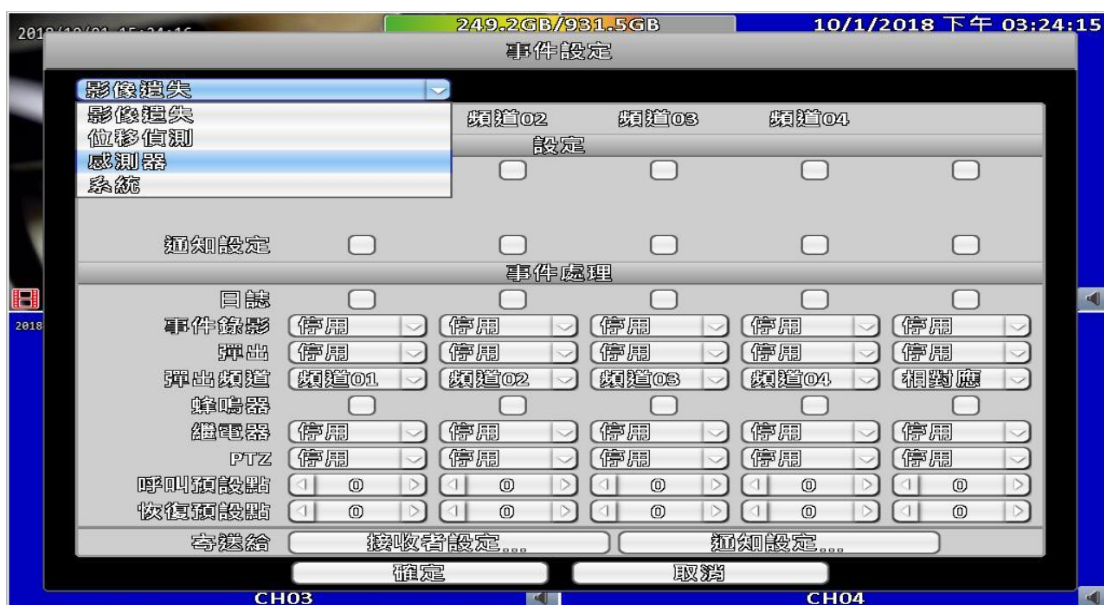 249.2GB/931.5GB
10/1/2018 下午 03:24:15
事件設定
影像遺失
影像遺失
位移偵測
感測器
系統
頻道02 頻道03 頻道04
設定
通知設定
事件處理
日誌
2018
事件錄影 停用 停用 停用 停用 停用
彈出 停用 停用 停用 停用 停用
彈出頻道 頻道01 頻道02 頻道03 頻道04 相對應
蜂鳴器
繼電器 停用 停用 停用 停用 停用
PTZ 停用 停用 停用 停用 停用
呼叫預設點 0 0 0 0 0
恢復預設點 0 0 0 0 0
寄送給 接收者設定... 通知設定...
確定 取消
CH03 CH04